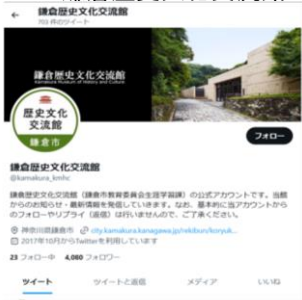 鎌倉歴史文化交流館
703 件のツイート
鎌倉歴史文化交流館
Kamakura Museum of History and Culture
歴史文化
交流館
鎌倉市
フォロー
鎌倉歴史文化交流館
@kamakura_kmhc
鎌倉歴史文化交流館（鎌倉市教育委員会生涯学習課）の公式アカウントです。当館
からのお知らせ・最新情報を発信していきます。なお、基本的に当アカウントから
のフォローやリプライ（返信）は行いませんので、ご了承ください。
神奈川県鎌倉市 city.kamakura.kanagawa.jp/rekibun/koryuk...
2017年10月からTwitterを利用しています
23 フォロー中 4,060 フォロワー
ツイート ツイートと返信 メディア いいね